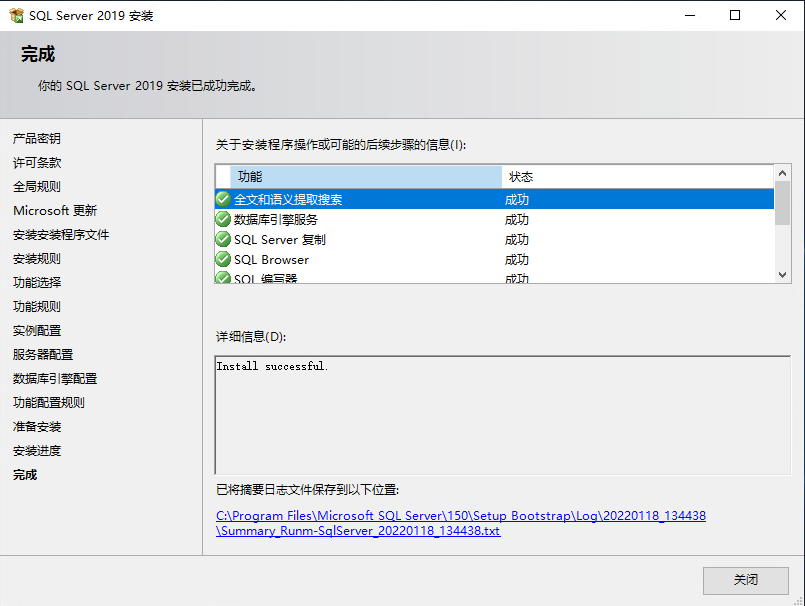 SQL Server 2019 安装
完成
你的 SQL Server 2019 安装已成功完成。
产品密钥
许可条款
全局规则
Microsoft 更新
安装安装程序文件
安装规则
功能选择
功能规则
实例配置
服务器配置
数据库引擎配置
功能配置规则
准备安装
安装进度
完成
关于安装程序操作或可能的后续步骤的信息(I):
功能 状态
全文和语义提取搜索 成功
数据库引擎服务 成功
SQL Server 复制 成功
SQL Browser 成功
SQL 编写器 成功
详细信息(D):
Install successful.
已将摘要日志文件保存到以下位置:
C:\Program Files\Microsoft SQL Server\150\Setup Bootstrap\Log\20220118_134438
\Summary_Runm-SqlServer_20220118_134438.txt
关闭